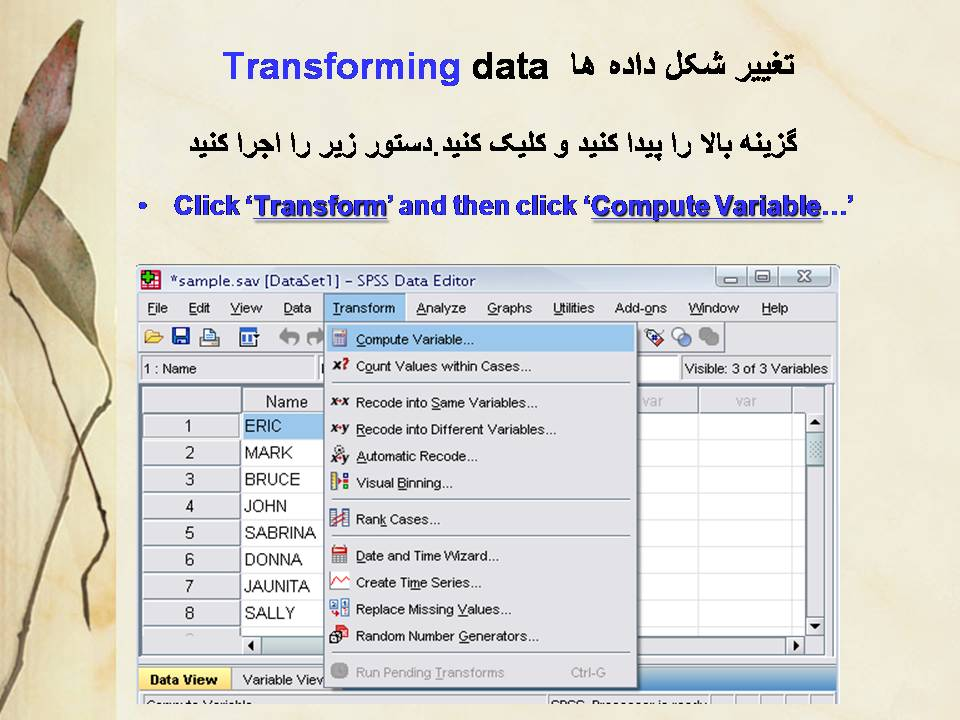 Transforming data تغییر شکل داده ها
گزینه بالا را پیدا کنید و کلیک کنید.دستور زیر را اجرا کنید
• Click ‘Transform’ and then click ‘Compute Variable…’
*sample.sav [DataSet1] - SPSS Data Editor
File Edit View Data Transform Analyze Graphs Utilities Add-ons Window Help
1 : Name
Visible: 3 of 3 Variables
Compute Variable...
Count Values within Cases...
Recode into Same Variables...
Recode into Different Variables...
Automatic Recode...
Visual Binning...
Rank Cases...
Date and Time Wizard...
Create Time Series...
Replace Missing Values...
Random Number Generators...
Run Pending Transforms Ctrl-G
Name var var
1 ERIC
2 MARK
3 BRUCE
4 JOHN
5 SABRINA
6 DONNA
7 JAUNITA
8 SALLY
Data View Variable View